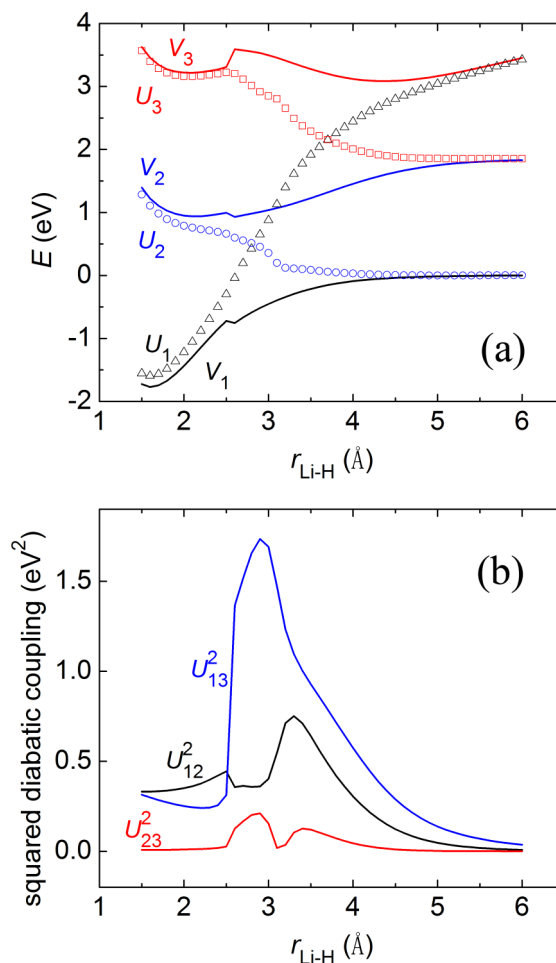 4
3
2
1
0
-1
-2
E (eV)
V₃
U₃
V₂
U₂
U₁
V₁
(a)
1 2 3 4 5 6
r_Li-H (Å)
1.5
1.0
0.5
0.0
squared diabatic coupling (eV²)
(b)
U²₁₃
U²₁₂
U²₂₃
1 2 3 4 5 6
r_Li-H (Å)